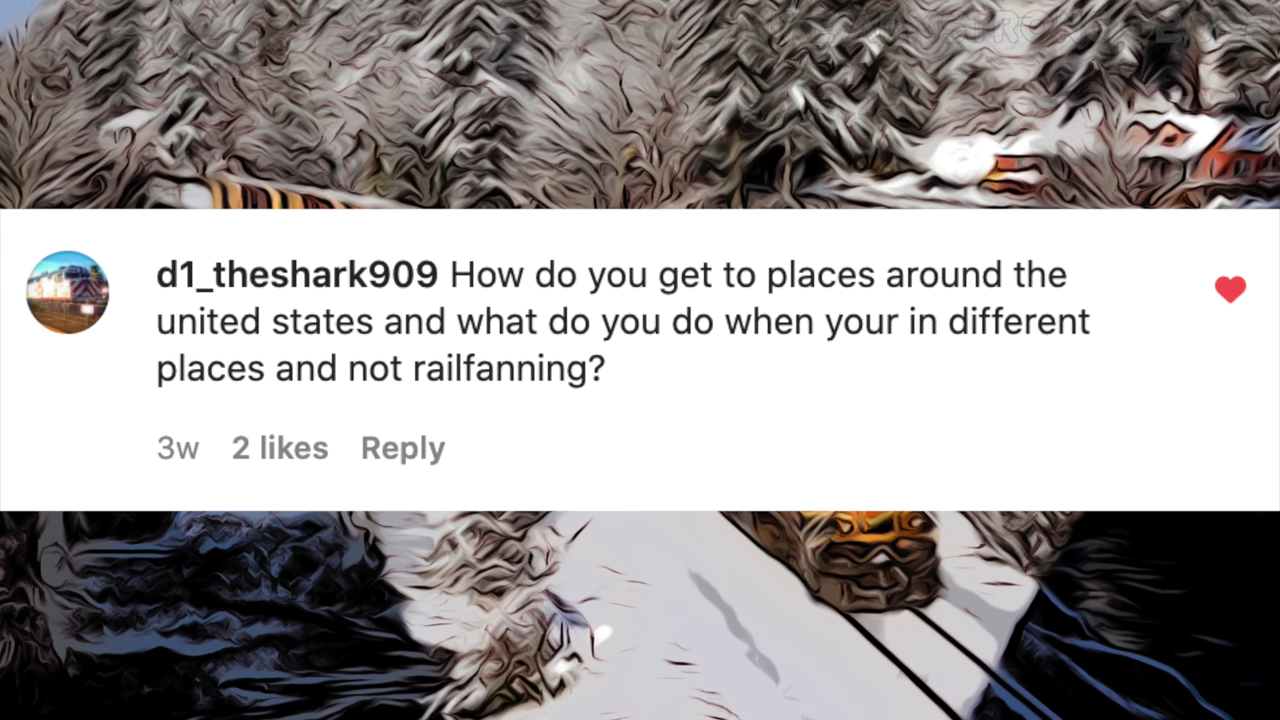 d1_theshark909 How do you get to places around the
united states and what do you do when your in different
places and not railfanning?
3w 2 likes Reply